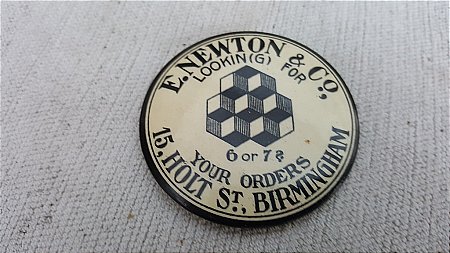 E. NEWTON & Co.,
LOOKIN(G) FOR
6 or 7?
YOUR ORDERS
15, HOLT ST., BIRMINGHAM